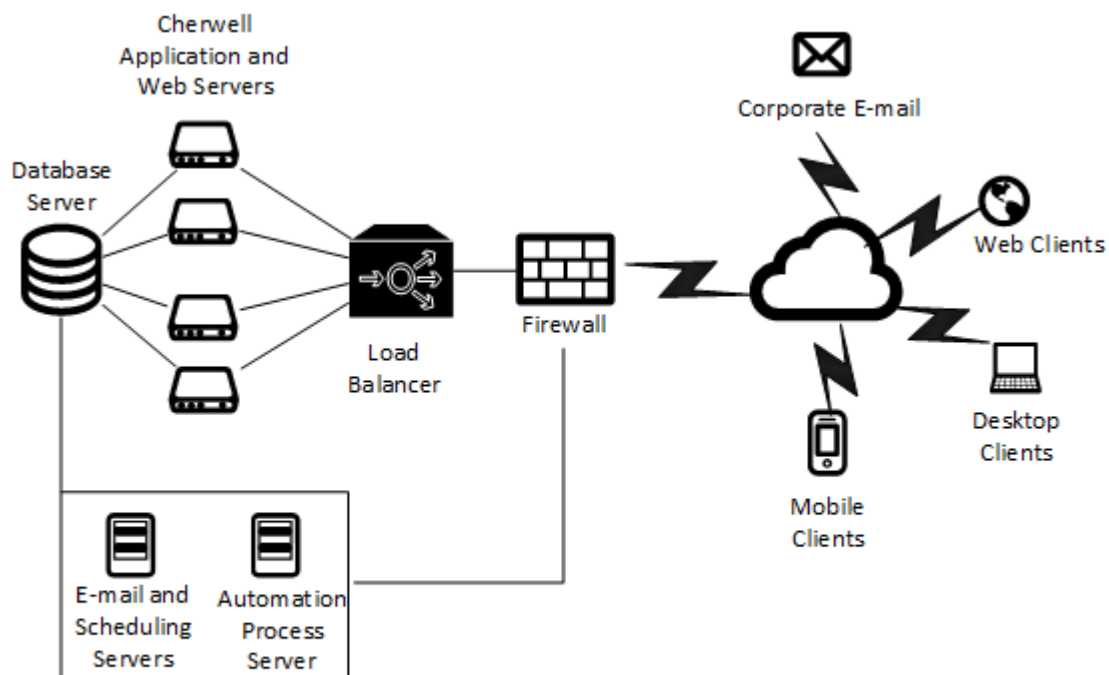 Cherwell
Application and
Web Servers
Database
Server
Load
Balancer
Firewall
Corporate E-mail
Web Clients
Desktop
Clients
Mobile
Clients
E-mail and
Scheduling
Servers
Automation
Process
Server